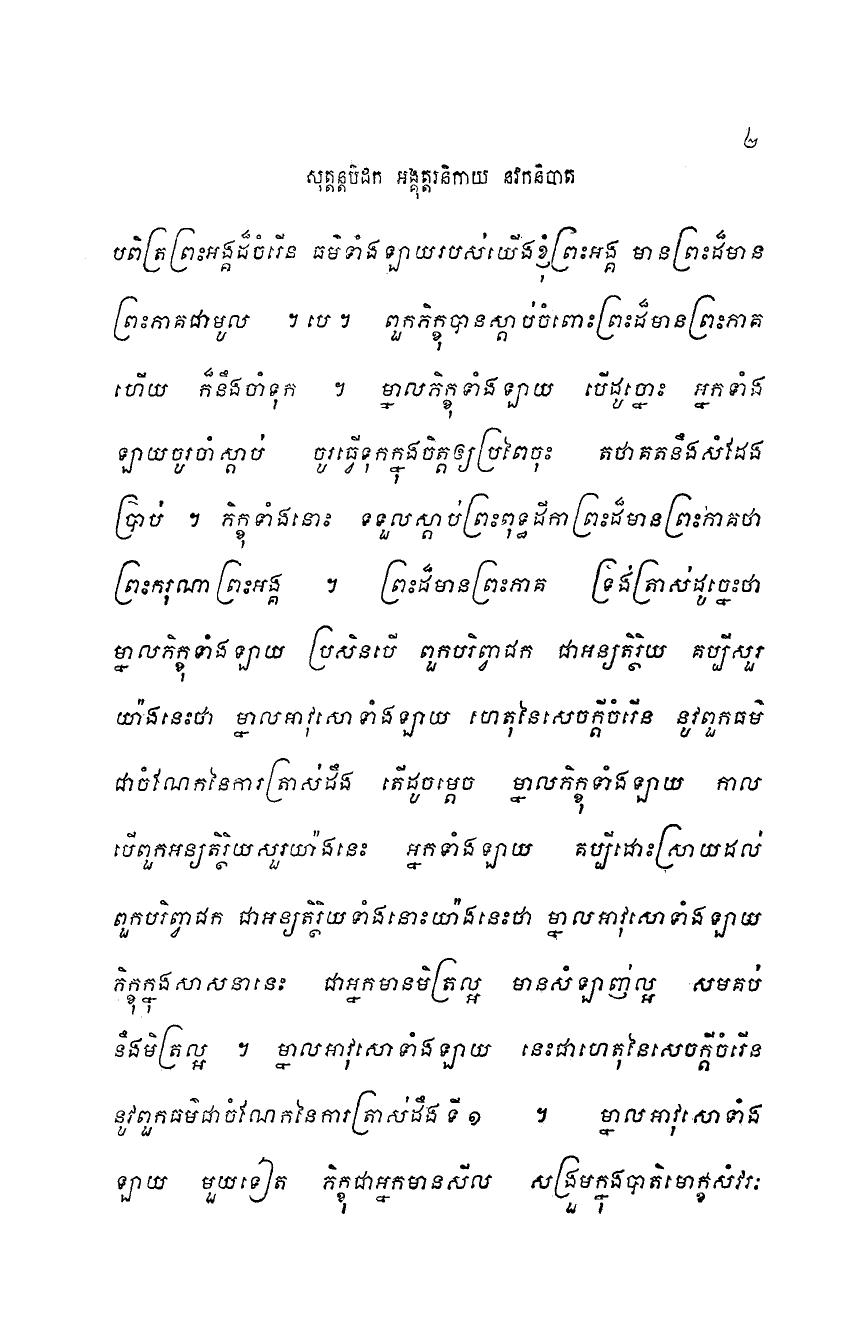 ២
សុត្តន្តបិដក អង្គុត្តរនិកាយ នវកនិបាត
បពិត្រព្រះអង្គដ៏ចំរើន ធម៌ទាំងឡាយរបស់យើងខ្ញុំព្រះអង្គ មានព្រះដ៏មាន
ព្រះភាគជាមូល ។ បេ ។ ពួកភិក្ខុបានស្តាប់ចំពោះព្រះដ៏មានព្រះភាគ
ហើយ ក៏នឹងចាំទុក ។ ម្នាលភិក្ខុទាំងឡាយ បើដូច្នោះ អ្នកទាំង
ឡាយចូរចាំស្តាប់ ចូរធ្វើទុកក្នុងចិត្តឲ្យប្រពៃចុះ តថាគតនឹងសំដែង
ប្រាប់ ។ ភិក្ខុទាំងនោះ ទទួលស្តាប់ព្រះពុទ្ធដីកាព្រះដ៏មានព្រះភាគថា
ព្រះករុណាព្រះអង្គ ។ ព្រះដ៏មានព្រះភាគ ទ្រង់ត្រាស់ដូច្នេះថា
ម្នាលភិក្ខុទាំងឡាយ ប្រសិនបើ ពួកបរិព្វាជក ជាអន្យតិរ្ថិយ គប្បីសួរ
យ៉ាងនេះថា ម្នាលអាវុសោទាំងឡាយ ហេតុនៃសេចក្តីចំរើន នូវពួកធម៌
ជាចំណែកនៃការត្រាស់ដឹង តើដូចម្តេច ម្នាលភិក្ខុទាំងឡាយ កាល
បើពួកអន្យតិរ្ថិយសួរយ៉ាងនេះ អ្នកទាំងឡាយ គប្បីដោះស្រាយដល់
ពួកបរិព្វាជក ជាអន្យតិរ្ថិយទាំងនោះយ៉ាងនេះថា ម្នាលអាវុសោទាំងឡាយ
ភិក្ខុក្នុងសាសនានេះ ជាអ្នកមានមិត្រល្អ មានសំឡាញ់ល្អ សមគប់
នឹងមិត្រល្អ ។ ម្នាលអាវុសោទាំងឡាយ នេះជាហេតុនៃសេចក្តីចំរើន
នូវពួកធម៌ជាចំណែកនៃការត្រាស់ដឹង ទី ១ ។ ម្នាលអាវុសោទាំង
ឡាយ មួយទៀត ភិក្ខុជាអ្នកមានសីល សង្រួមក្នុងបាតិមោក្ខសំវរៈ